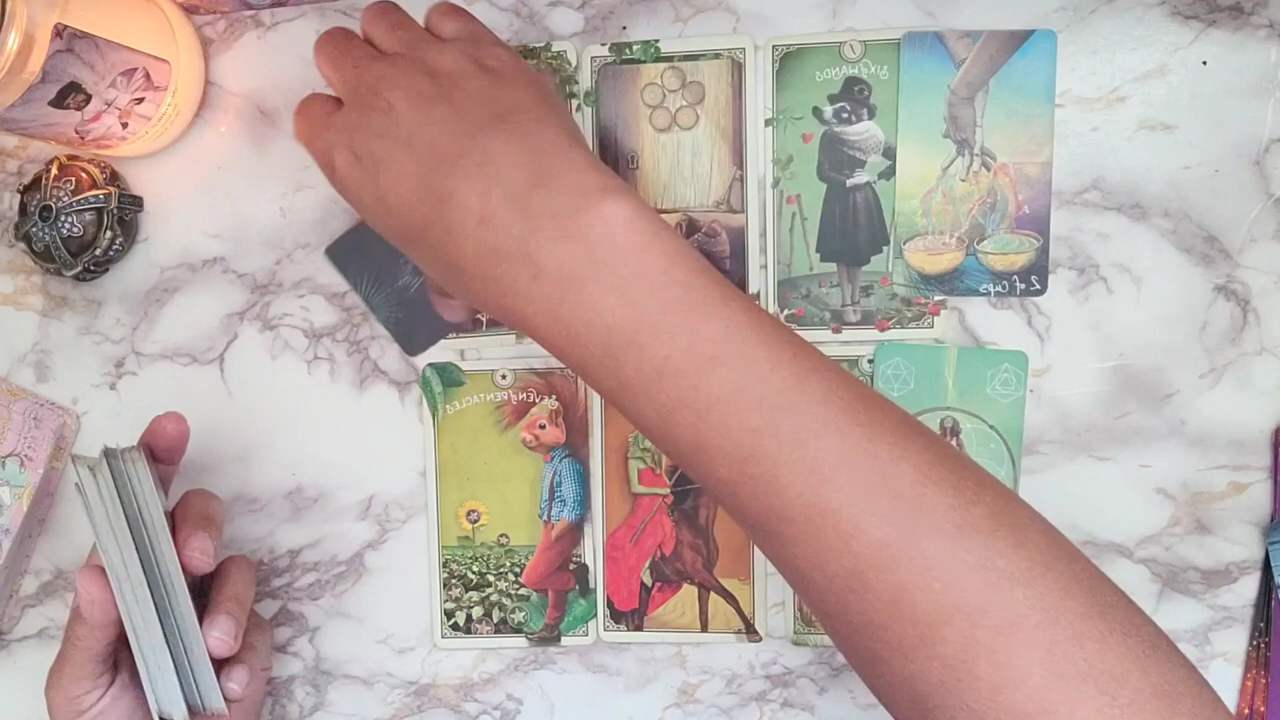 SIX of WANDS
2 of Cups
SEVEN of PENTACLES